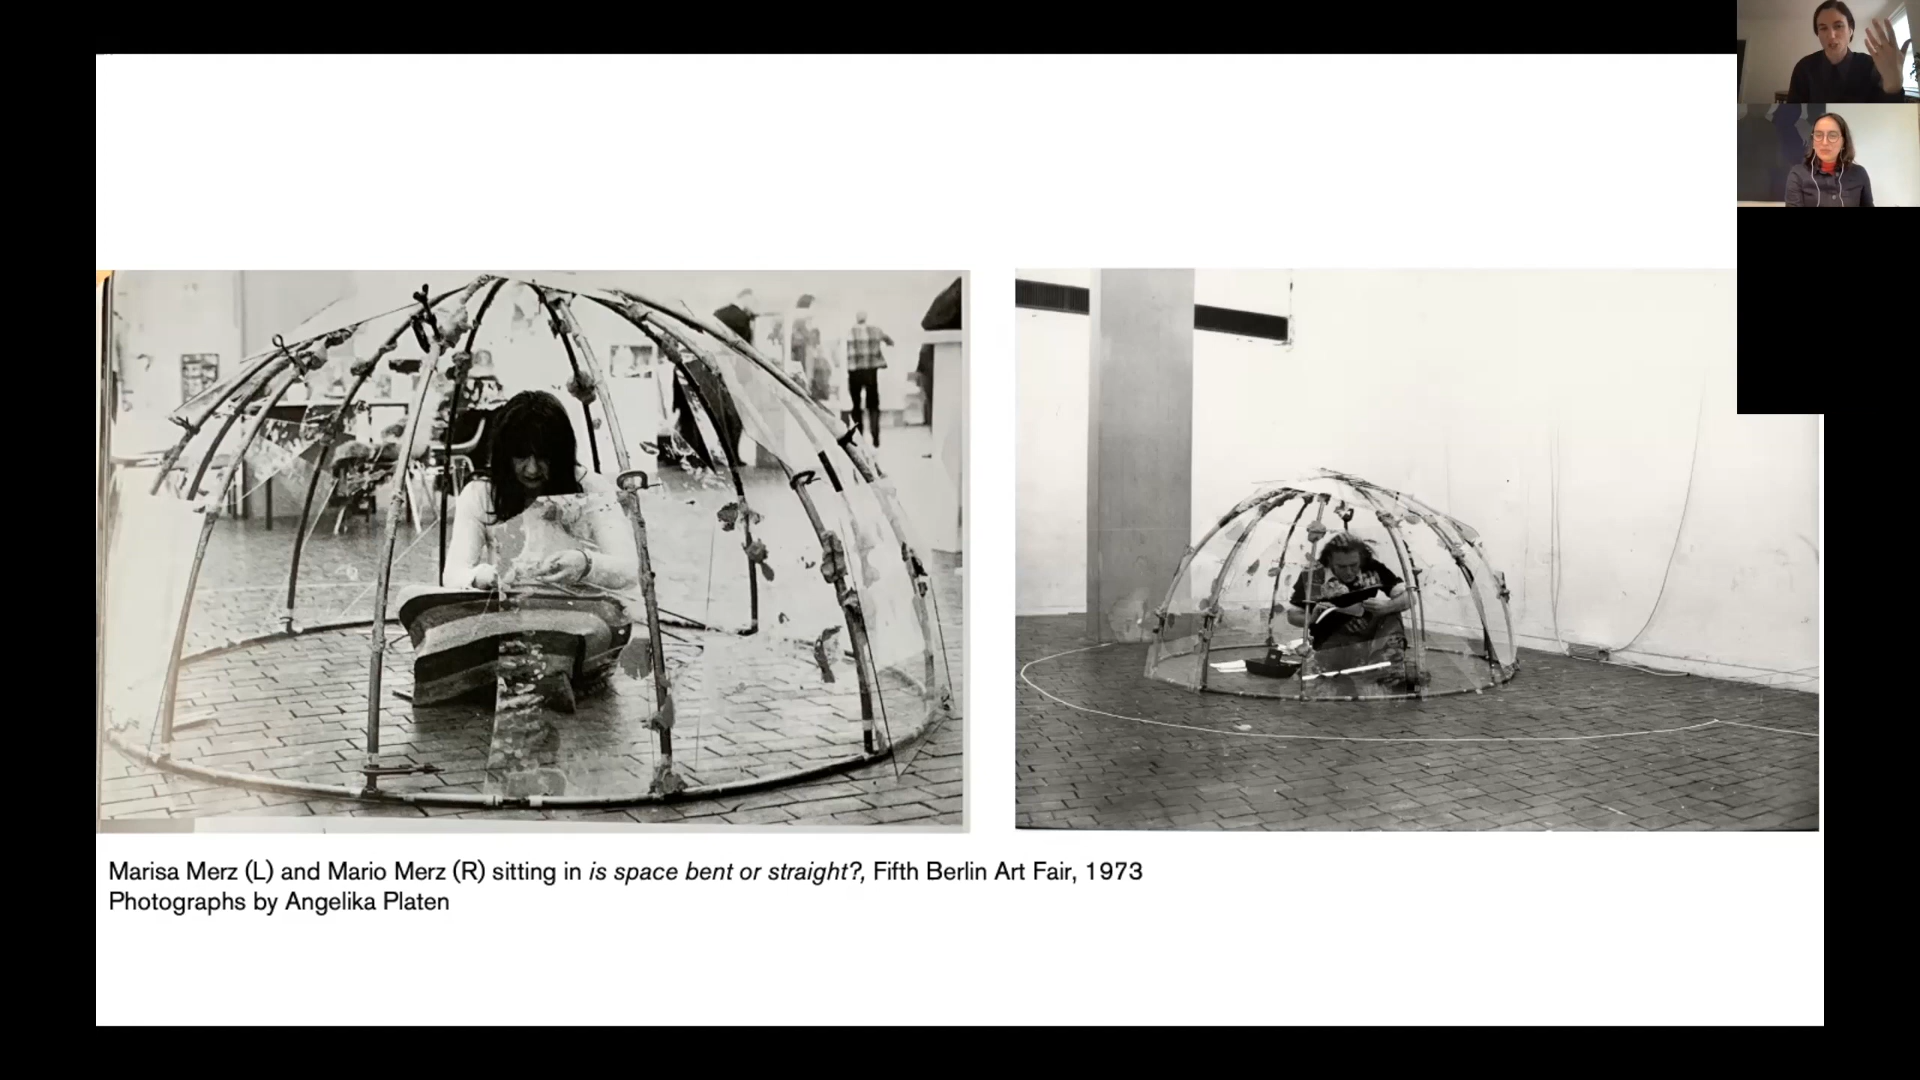 Marisa Merz (L) and Mario Merz (R) sitting in is space bent or straight?, Fifth Berlin Art Fair, 1973
Photographs by Angelika Platen